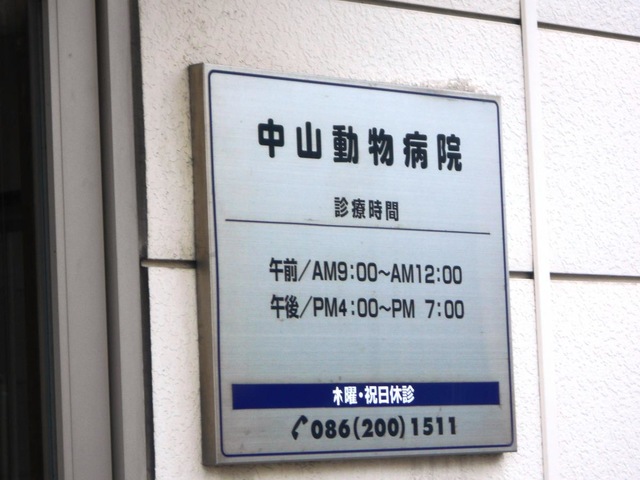 中山動物病院
診療時間
午前/AM9:00〜AM12:00
午後/PM4:00〜PM 7:00
木曜・祝日休診
086(200)1511